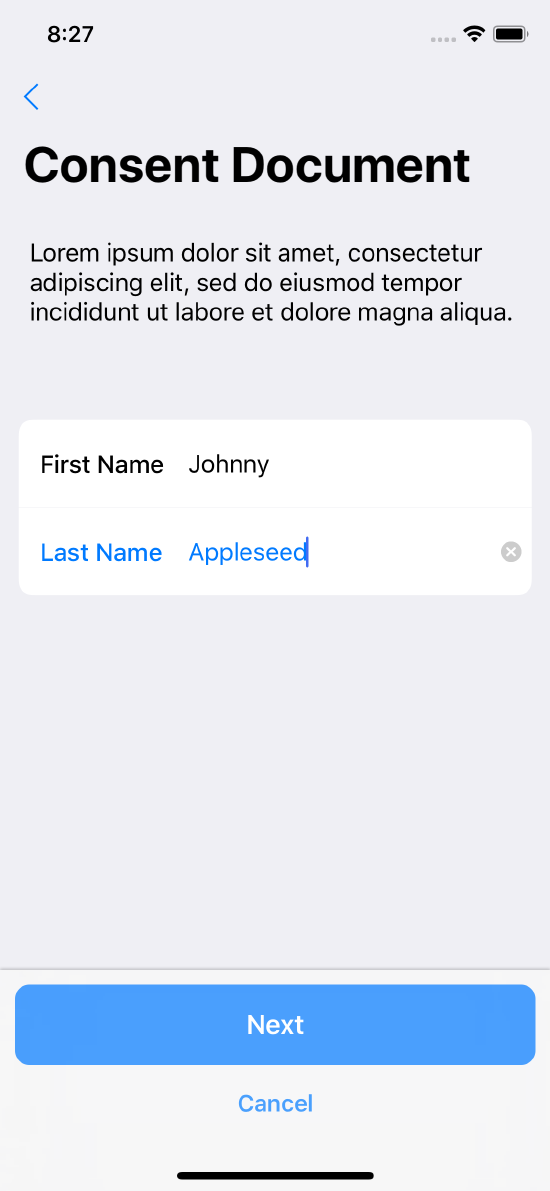 8:27
Consent Document
Lorem ipsum dolor sit amet, consectetur
adipiscing elit, sed do eiusmod tempor
incididunt ut labore et dolore magna aliqua.
First Name Johnny
Last Name Appleseed
Next
Cancel